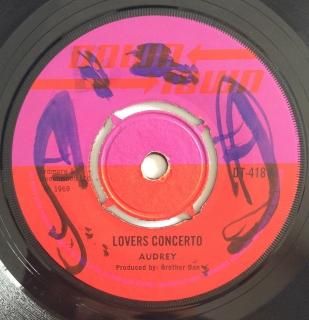 DOWN
TOWN
DT-418
1969
LOVERS CONCERTO
AUDREY
Produced by: Brother Dan